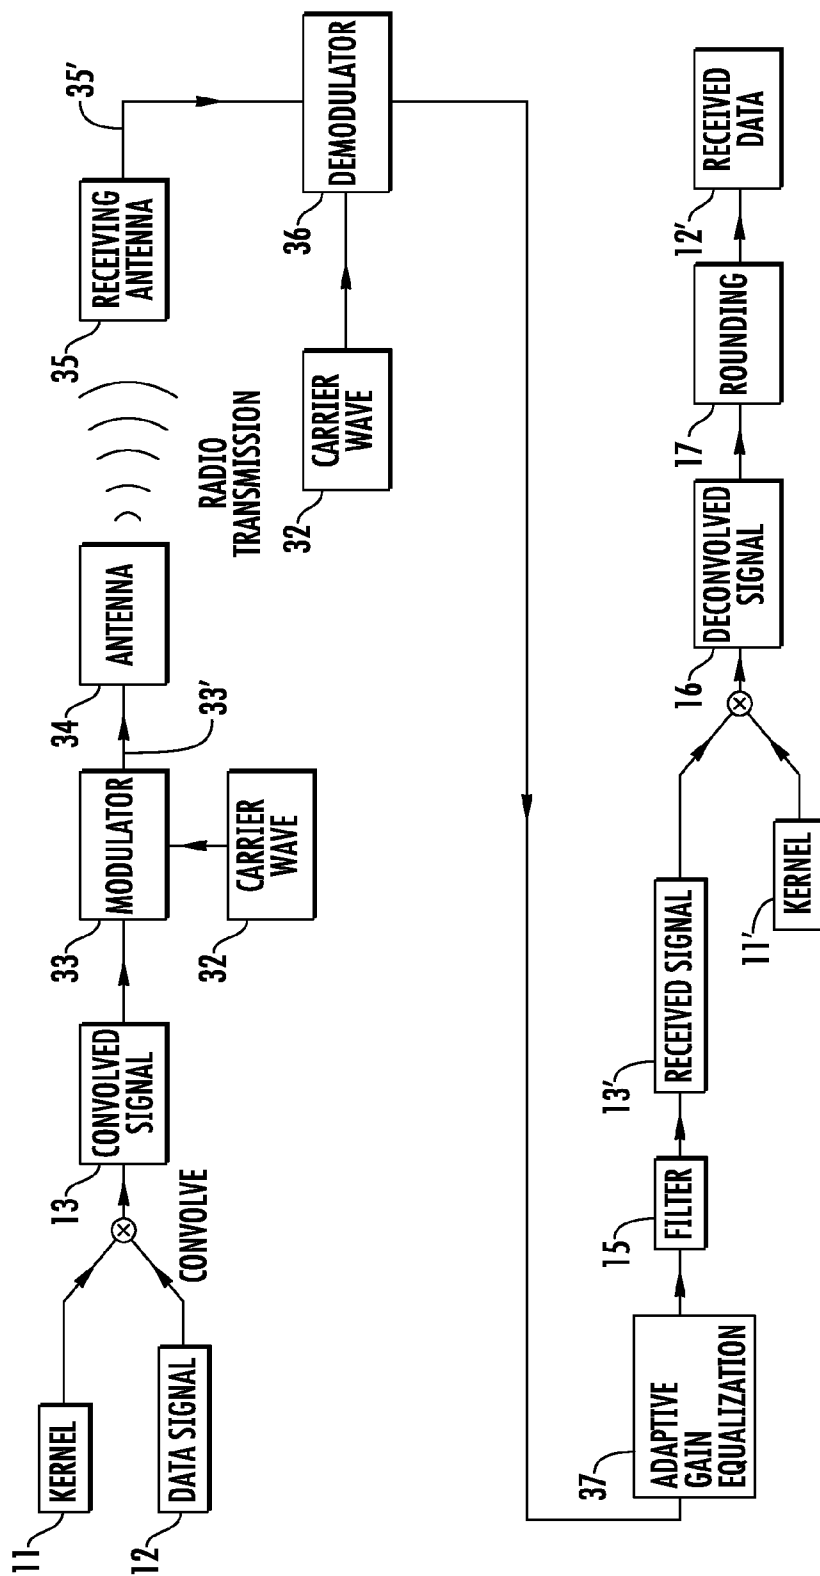 11
KERNEL
12
DATA SIGNAL
CONVOLVE
13
CONVOLVED
SIGNAL
33
MODULATOR
33'
32
CARRIER
WAVE
34
ANTENNA
RADIO
TRANSMISSION
35
RECEIVING
ANTENNA
35'
32
CARRIER
WAVE
36
DEMODULATOR
37
ADAPTIVE
GAIN
EQUALIZATION
15
FILTER
13'
RECEIVED SIGNAL
11'
KERNEL
16
DECONVOLVED
SIGNAL
17
ROUNDING
12'
RECEIVED
DATA